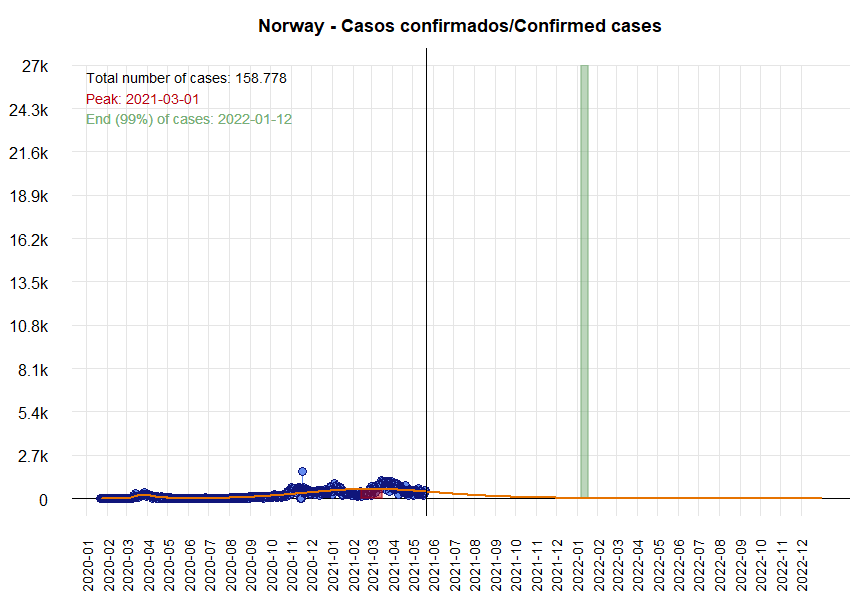 Norway - Casos confirmados/Confirmed cases
27k
24.3k
21.6k
18.9k
16.2k
13.5k
10.8k
8.1k
5.4k
2.7k
0
Total number of cases: 158.778
Peak: 2021-03-01
End (99%) of cases: 2022-01-12
2020-01
2020-02
2020-03
2020-04
2020-05
2020-06
2020-07
2020-08
2020-09
2020-10
2020-11
2020-12
2021-01
2021-02
2021-03
2021-04
2021-05
2021-06
2021-07
2021-08
2021-09
2021-10
2021-11
2021-12
2022-01
2022-02
2022-03
2022-04
2022-05
2022-06
2022-07
2022-08
2022-09
2022-10
2022-11
2022-12